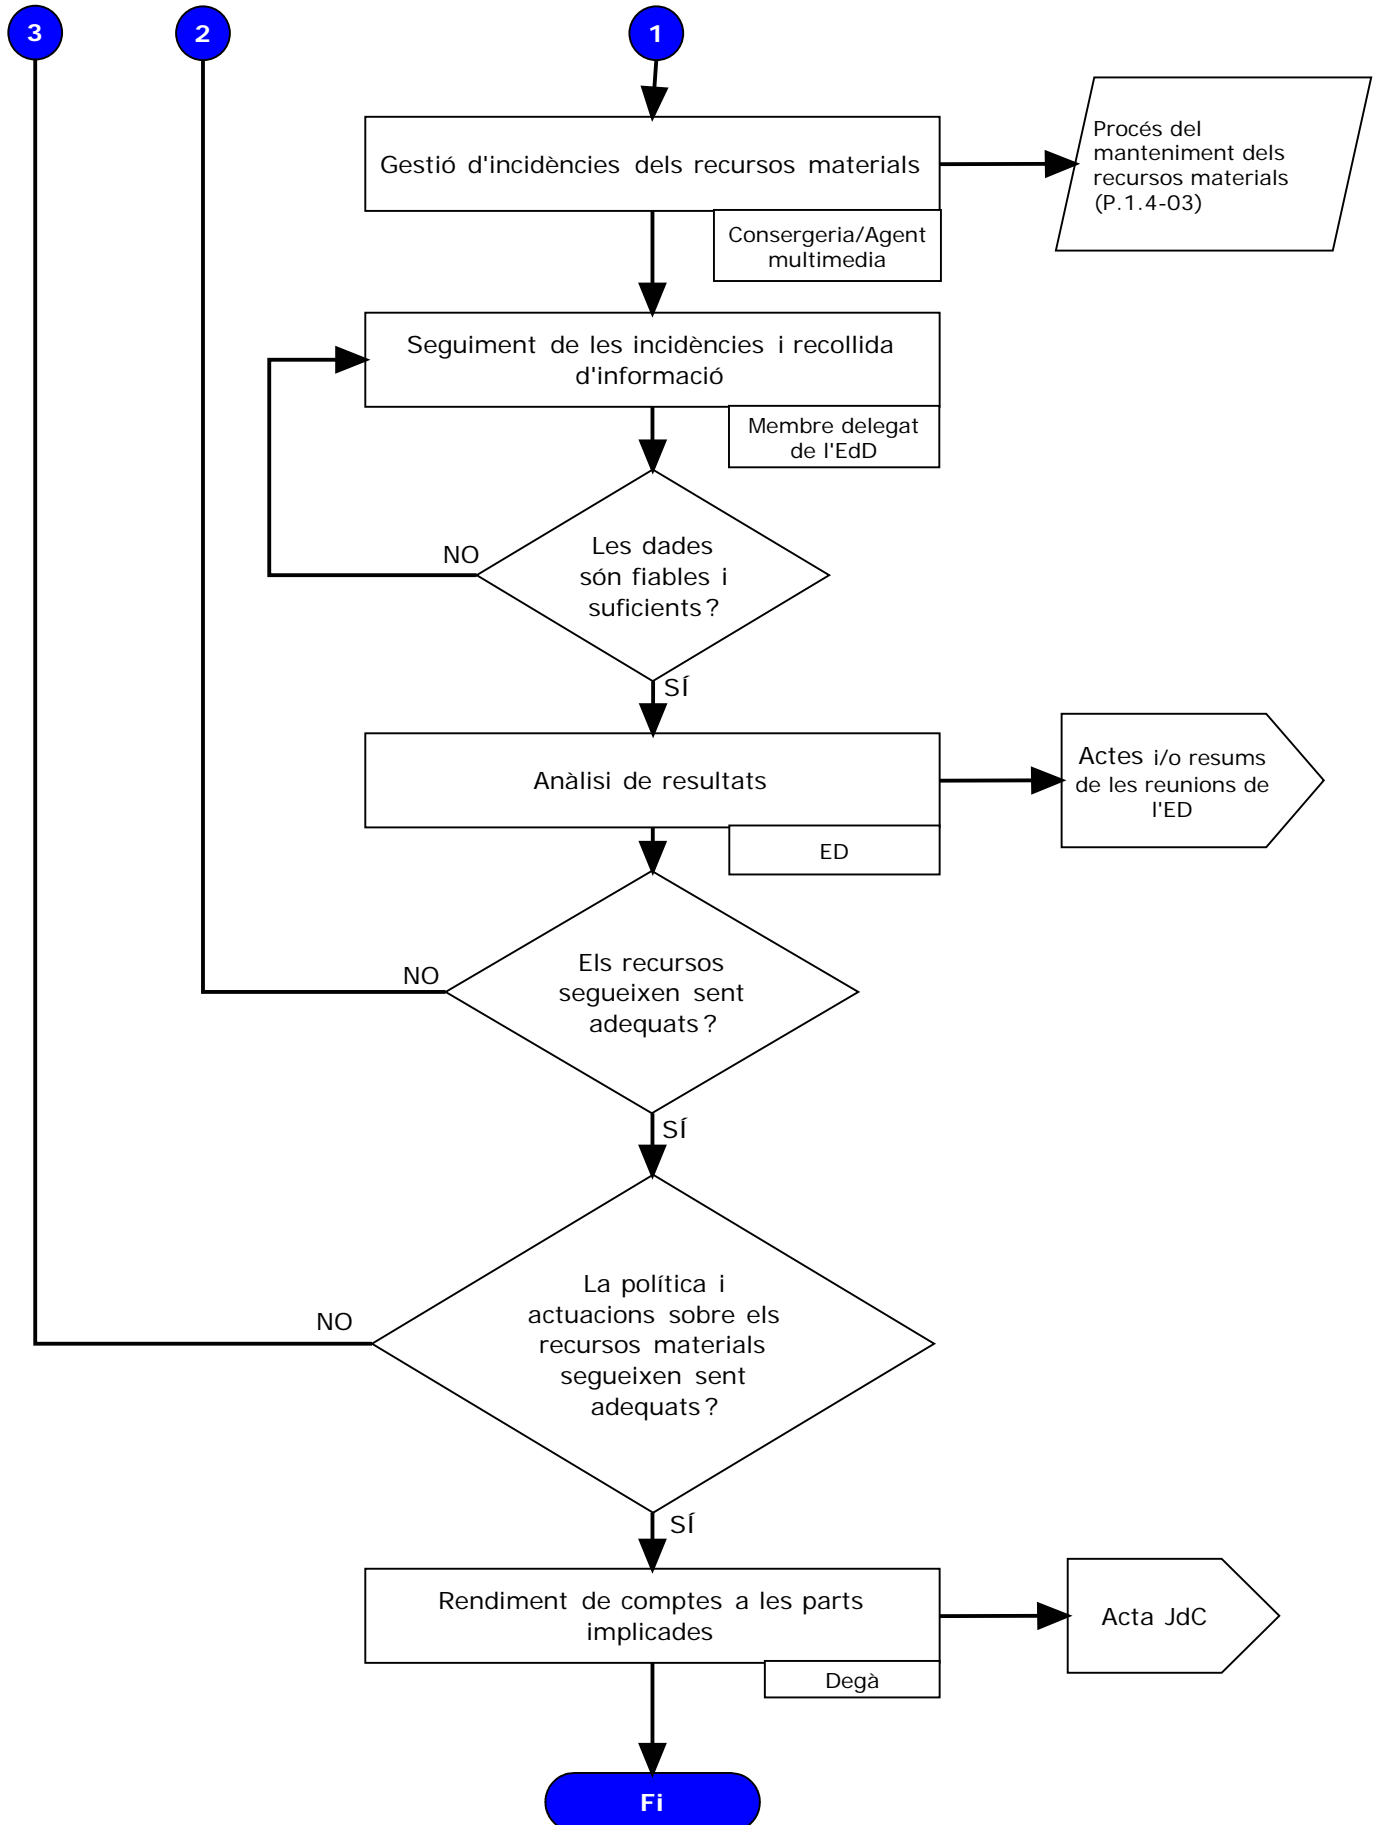 3
2
1
Gestió d'incidències dels recursos materials
Procés del
manteniment dels
recursos materials
(P.1.4-03)
Consergeria/Agent
multimedia
Seguiment de les incidències i recollida
d'informació
Membre delegat
de l'EdD
NO
Les dades
són fiables i
suficients?
SÍ
Anàlisi de resultats
Actes i/o resums
de les reunions de
l'ED
ED
NO
Els recursos
segueixen sent
adequats?
SÍ
NO
La política i
actuacions sobre els
recursos materials
segueixen sent
adequats?
SÍ
Rendiment de comptes a les parts
implicades
Acta JdC
Degà
Fi